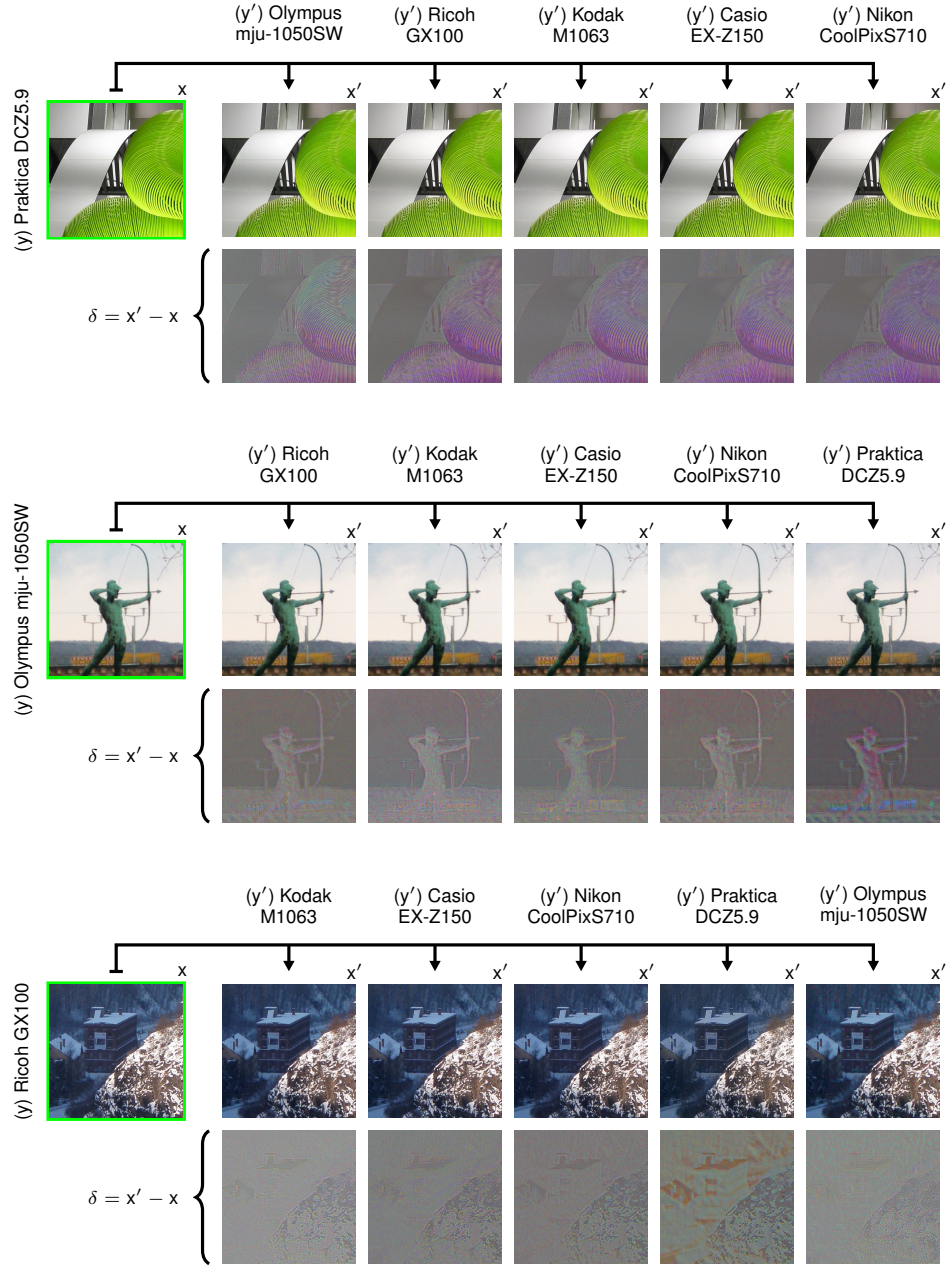 (y′) Olympus
mju-1050SW
(y′) Ricoh
GX100
(y′) Kodak
M1063
(y′) Casio
EX-Z150
(y′) Nikon
CoolPixS710
(y) Praktica DCZ5.9
x
x′
x′
x′
x′
x′
δ = x′ − x
(y′) Ricoh
GX100
(y′) Kodak
M1063
(y′) Casio
EX-Z150
(y′) Nikon
CoolPixS710
(y′) Praktica
DCZ5.9
(y) Olympus mju-1050SW
x
x′
x′
x′
x′
x′
δ = x′ − x
(y′) Kodak
M1063
(y′) Casio
EX-Z150
(y′) Nikon
CoolPixS710
(y′) Praktica
DCZ5.9
(y′) Olympus
mju-1050SW
(y) Ricoh GX100
x
x′
x′
x′
x′
x′
δ = x′ − x